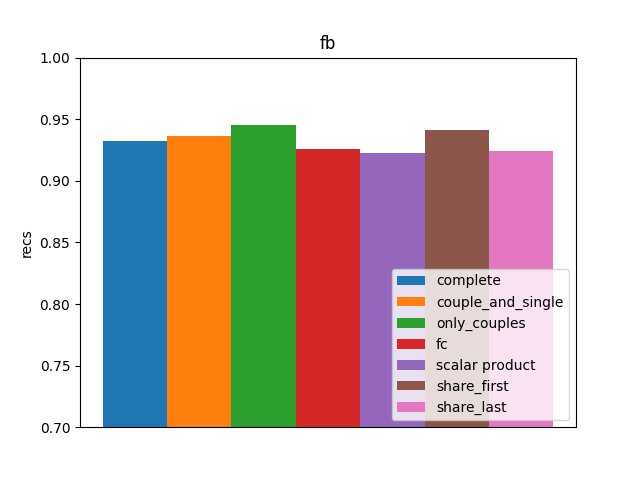 fb
1.00
0.95
0.90
0.85
0.80
0.75
0.70
recs
complete
couple_and_single
only_couples
fc
scalar product
share_first
share_last